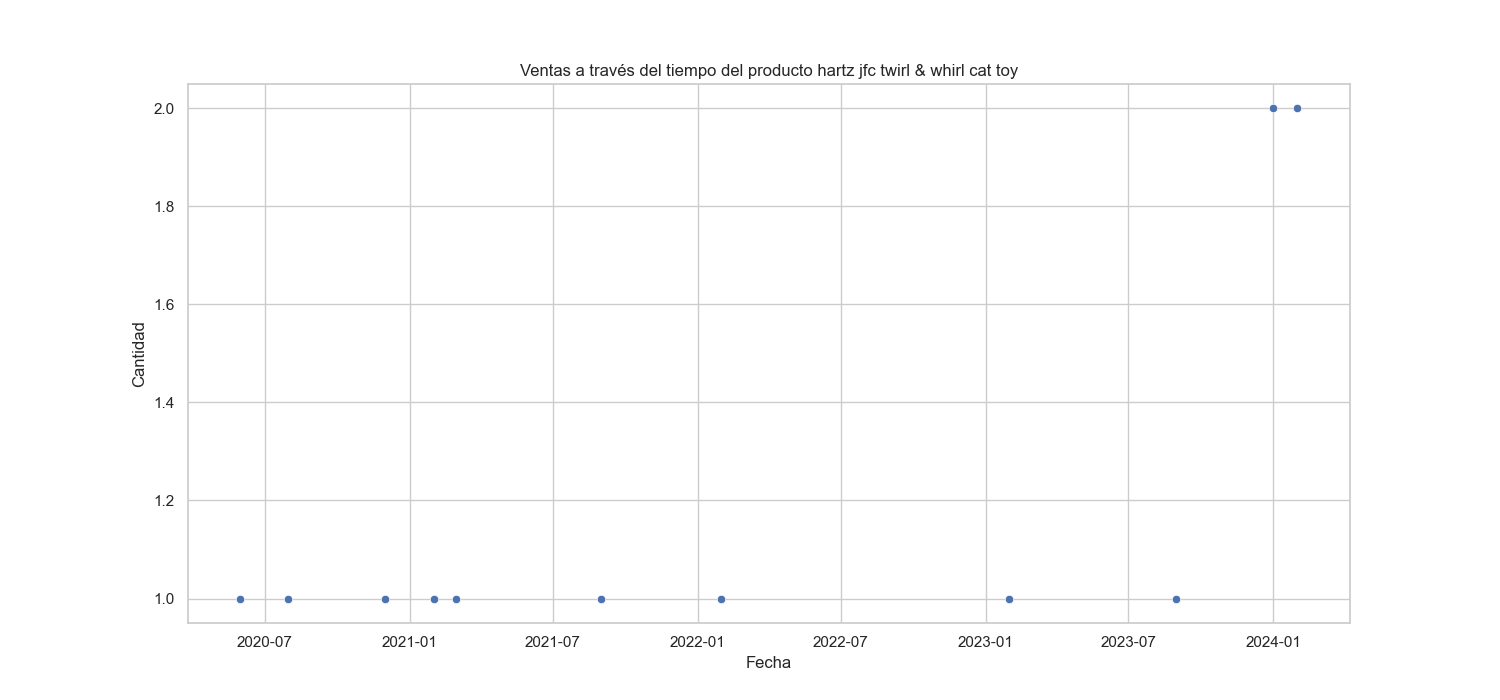 Ventas a través del tiempo del producto hartz jfc twirl & whirl cat toy
2.0
1.8
1.6
1.4
1.2
1.0
Cantidad
2020-07 2021-01 2021-07 2022-01 2022-07 2023-01 2023-07 2024-01
Fecha